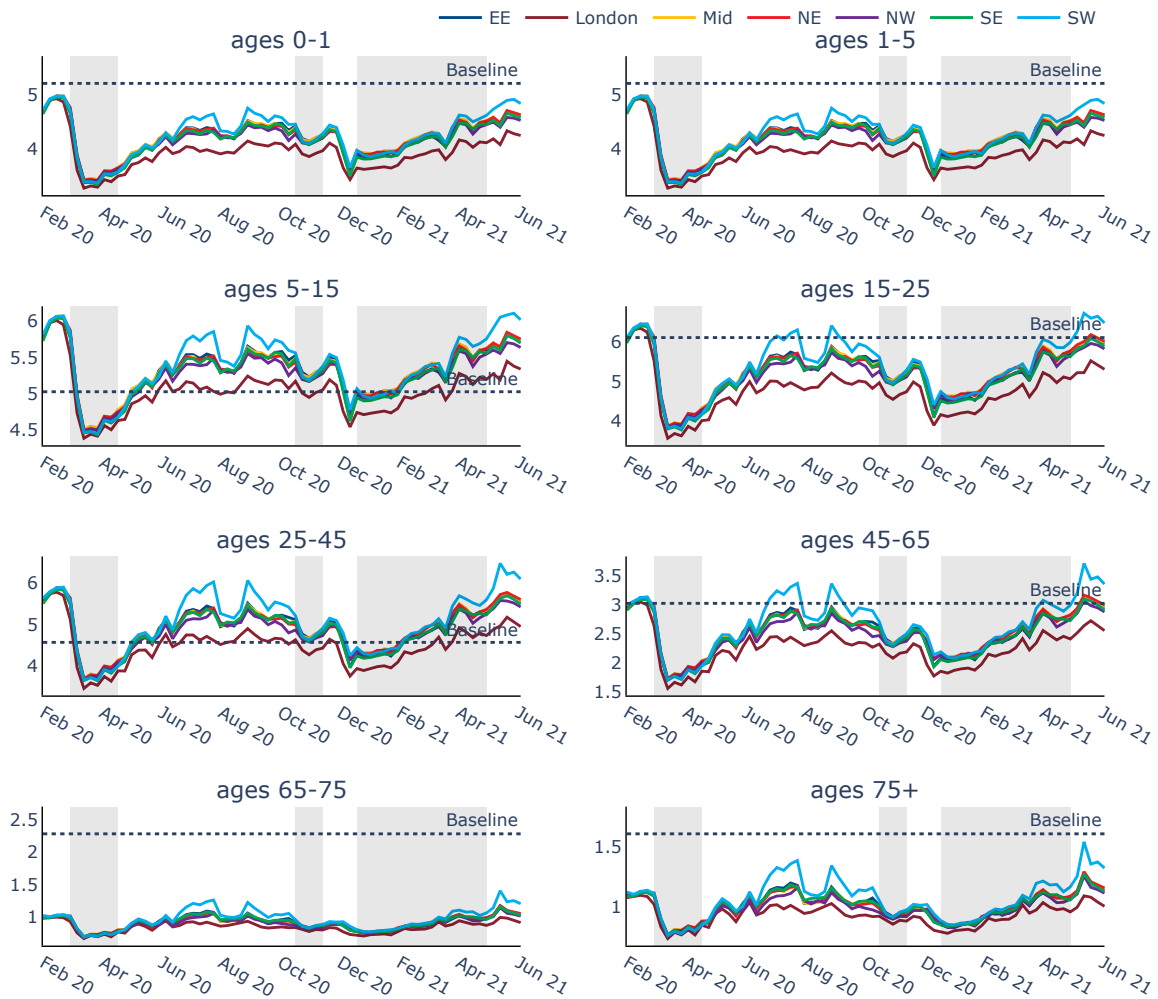 EE London Mid NE NW SE SW
ages 0-1
ages 1-5
Baseline
5
4
Feb 20 Apr 20 Jun 20 Aug 20 Oct 20 Dec 20 Feb 21 Apr 21 Jun 21
Baseline
5
4
Feb 20 Apr 20 Jun 20 Aug 20 Oct 20 Dec 20 Feb 21 Apr 21 Jun 21
ages 5-15
ages 15-25
6
5.5
5
4.5
Baseline
Feb 20 Apr 20 Jun 20 Aug 20 Oct 20 Dec 20 Feb 21 Apr 21 Jun 21
Baseline
6
5
4
Feb 20 Apr 20 Jun 20 Aug 20 Oct 20 Dec 20 Feb 21 Apr 21 Jun 21
ages 25-45
ages 45-65
6
5
4
Baseline
Feb 20 Apr 20 Jun 20 Aug 20 Oct 20 Dec 20 Feb 21 Apr 21 Jun 21
3.5
3
2.5
2
1.5
Baseline
Feb 20 Apr 20 Jun 20 Aug 20 Oct 20 Dec 20 Feb 21 Apr 21 Jun 21
ages 65-75
ages 75+
2.5
2
1.5
1
Baseline
Feb 20 Apr 20 Jun 20 Aug 20 Oct 20 Dec 20 Feb 21 Apr 21 Jun 21
Baseline
1.5
1
Feb 20 Apr 20 Jun 20 Aug 20 Oct 20 Dec 20 Feb 21 Apr 21 Jun 21